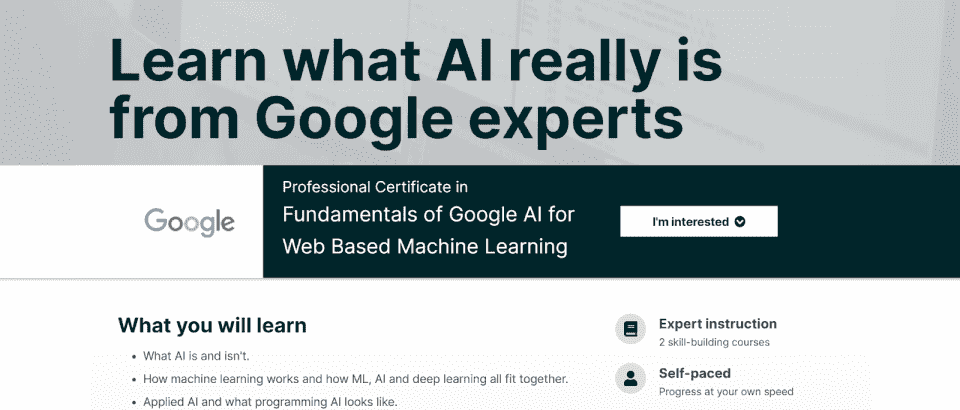 Learn what AI really is
from Google experts
Google
Professional Certificate in
Fundamentals of Google AI for
Web Based Machine Learning
I'm interested
What you will learn
• What AI is and isn't.
• How machine learning works and how ML, AI and deep learning all fit together.
• Applied AI and what programming AI looks like.
Expert instruction
2 skill-building courses
Self-paced
Progress at your own speed